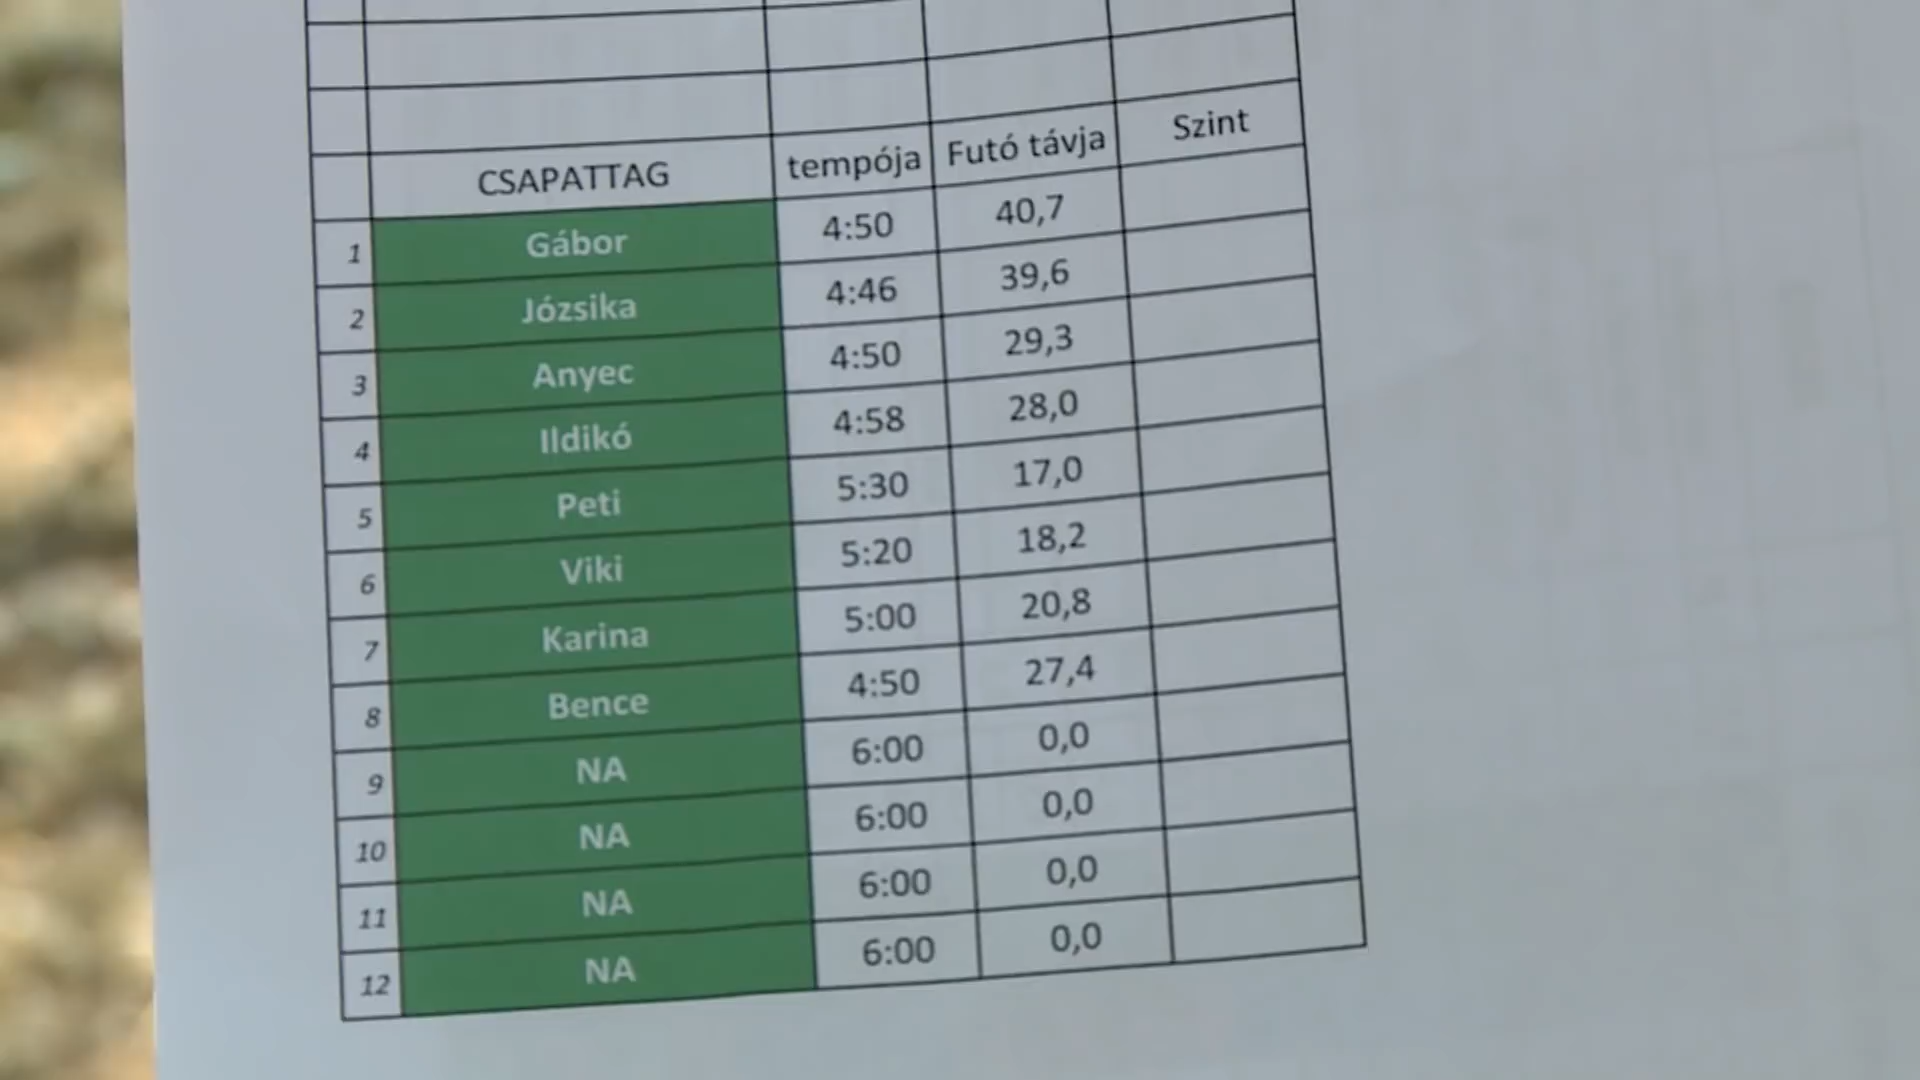 CSAPATTAG tempója Futó távja Szint
1 Gábor 4:50 40,7
2 Józsika 4:46 39,6
3 Anyec 4:50 29,3
4 Ildikó 4:58 28,0
5 Peti 5:30 17,0
6 Viki 5:20 18,2
7 Karina 5:00 20,8
8 Bence 4:50 27,4
9 NA 6:00 0,0
10 NA 6:00 0,0
11 NA 6:00 0,0
12 NA 6:00 0,0